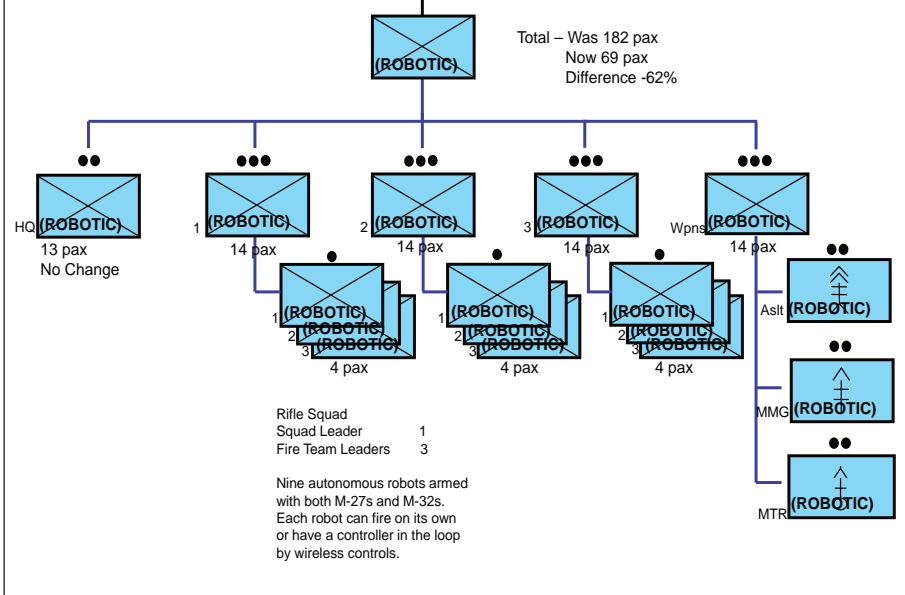 (ROBOTIC)
Total – Was 182 pax
Now 69 pax
Difference -62%
HQ (ROBOTIC)
13 pax
No Change
1 (ROBOTIC)
14 pax
2 (ROBOTIC)
14 pax
3 (ROBOTIC)
14 pax
Wpns (ROBOTIC)
14 pax
1 (ROBOTIC)
2 (ROBOTIC)
3 (ROBOTIC)
4 pax
1 (ROBOTIC)
2 (ROBOTIC)
3 (ROBOTIC)
4 pax
1 (ROBOTIC)
2 (ROBOTIC)
3 (ROBOTIC)
4 pax
Aslt (ROBOTIC)
MMG (ROBOTIC)
MTR (ROBOTIC)
Rifle Squad
Squad Leader 1
Fire Team Leaders 3
Nine autonomous robots armed
with both M-27s and M-32s.
Each robot can fire on its own
or have a controller in the loop
by wireless controls.